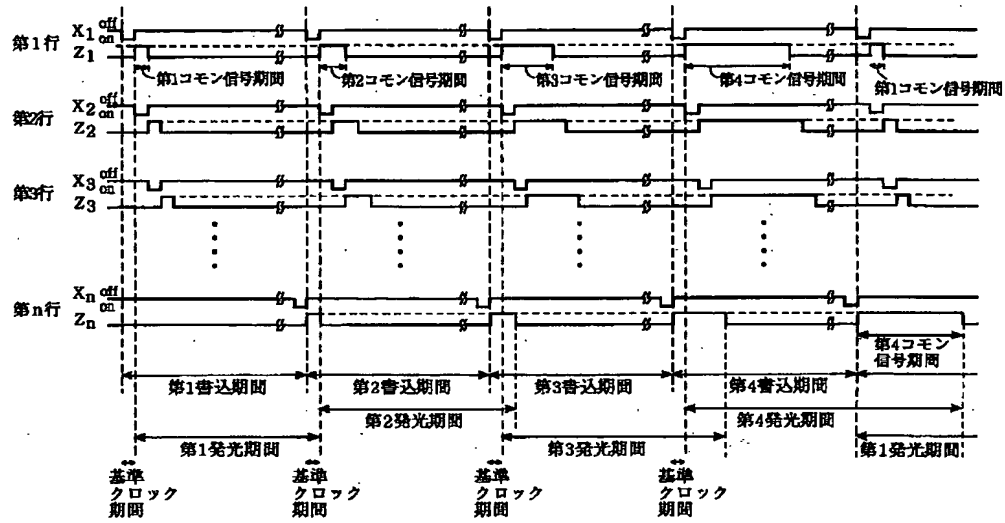 第1行
X1 off
on
Z1
第1コモン信号期間
第2コモン信号期間
第3コモン信号期間
第4コモン信号期間
第1コモン信号期間
第2行
X2 off
on
Z2
第3行
X3 off
on
Z3
第n行
Xn off
on
Zn
第4コモン
信号期間
第1書込期間
第2書込期間
第3書込期間
第4書込期間
第2発光期間
第4発光期間
第1発光期間
第3発光期間
第1発光期間
基準
クロック
期間
基準
クロック
期間
基準
クロック
期間
基準
クロック
期間